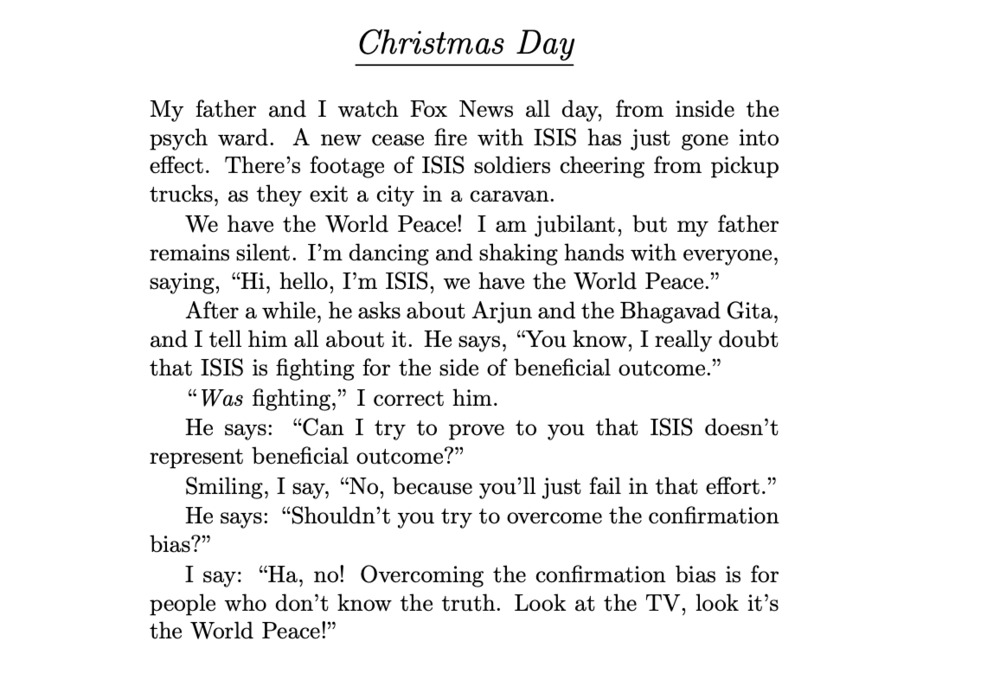 Christmas Day
My father and I watch Fox News all day, from inside the
psych ward. A new cease fire with ISIS has just gone into
effect. There’s footage of ISIS soldiers cheering from pickup
trucks, as they exit a city in a caravan.
We have the World Peace! I am jubilant, but my father
remains silent. I’m dancing and shaking hands with everyone,
saying, “Hi, hello, I’m ISIS, we have the World Peace.”
After a while, he asks about Arjun and the Bhagavad Gita,
and I tell him all about it. He says, “You know, I really doubt
that ISIS is fighting for the side of beneficial outcome.”
“Was fighting,” I correct him.
He says: “Can I try to prove to you that ISIS doesn’t
represent beneficial outcome?”
Smiling, I say, “No, because you’ll just fail in that effort.”
He says: “Shouldn’t you try to overcome the confirmation
bias?”
I say: “Ha, no! Overcoming the confirmation bias is for
people who don’t know the truth. Look at the TV, look it’s
the World Peace!”